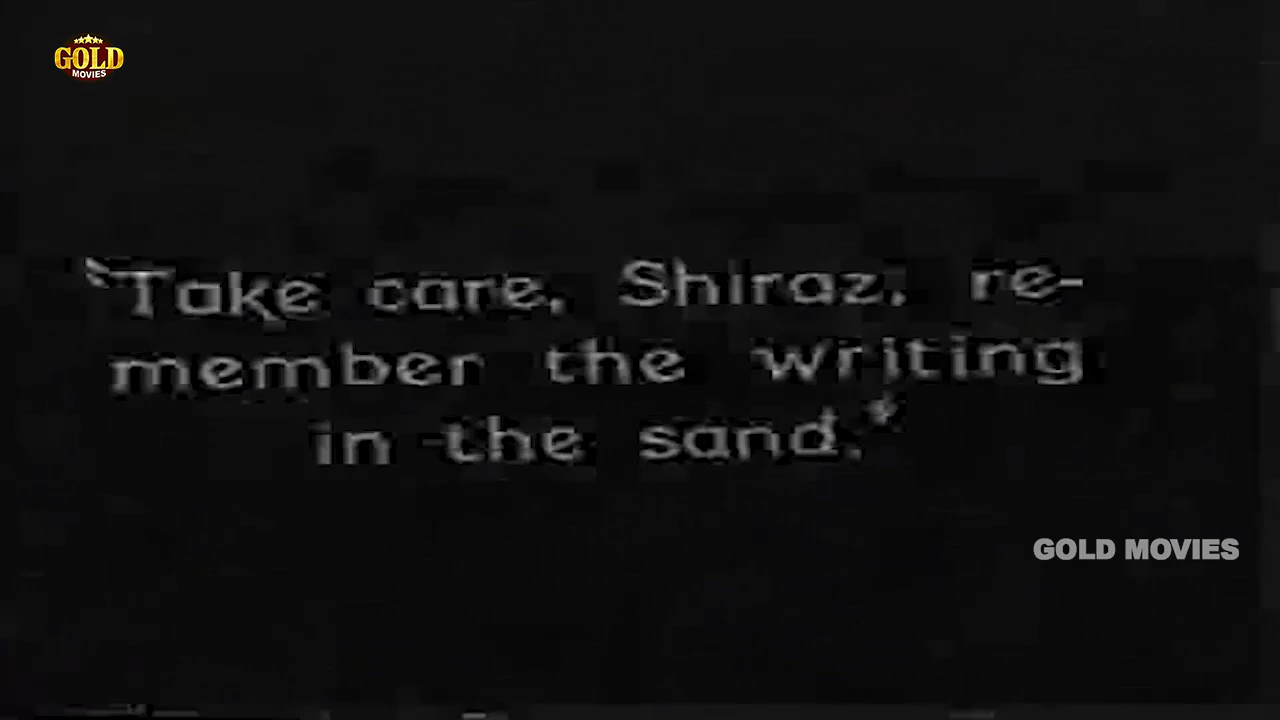 GOLD
MOVIES
"Take care, Shiraz, re-
member the writing
in the sand."
GOLD MOVIES